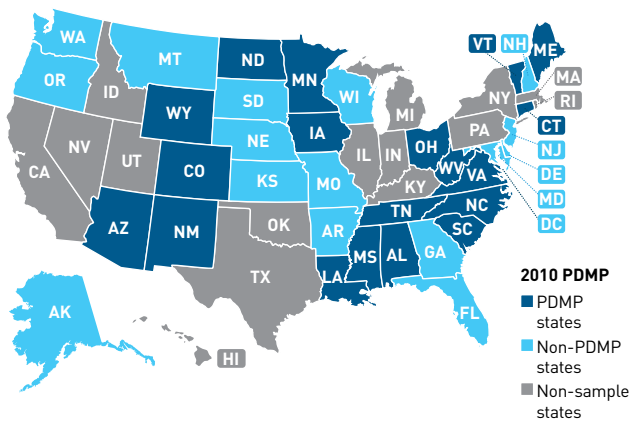 WA
MT
ND
MN
VT
NH
ME
OR
ID
WY
SD
WI
MI
NY
MA
RI
CT
NJ
DE
MD
DC
PA
NE
IA
IL
IN
OH
WV
VA
CA
NV
UT
CO
KS
MO
KY
NC
TN
SC
AZ
NM
OK
AR
MS
AL
GA
TX
LA
FL
AK
HI
2010 PDMP
PDMP
states
Non-PDMP
states
Non-sample
states